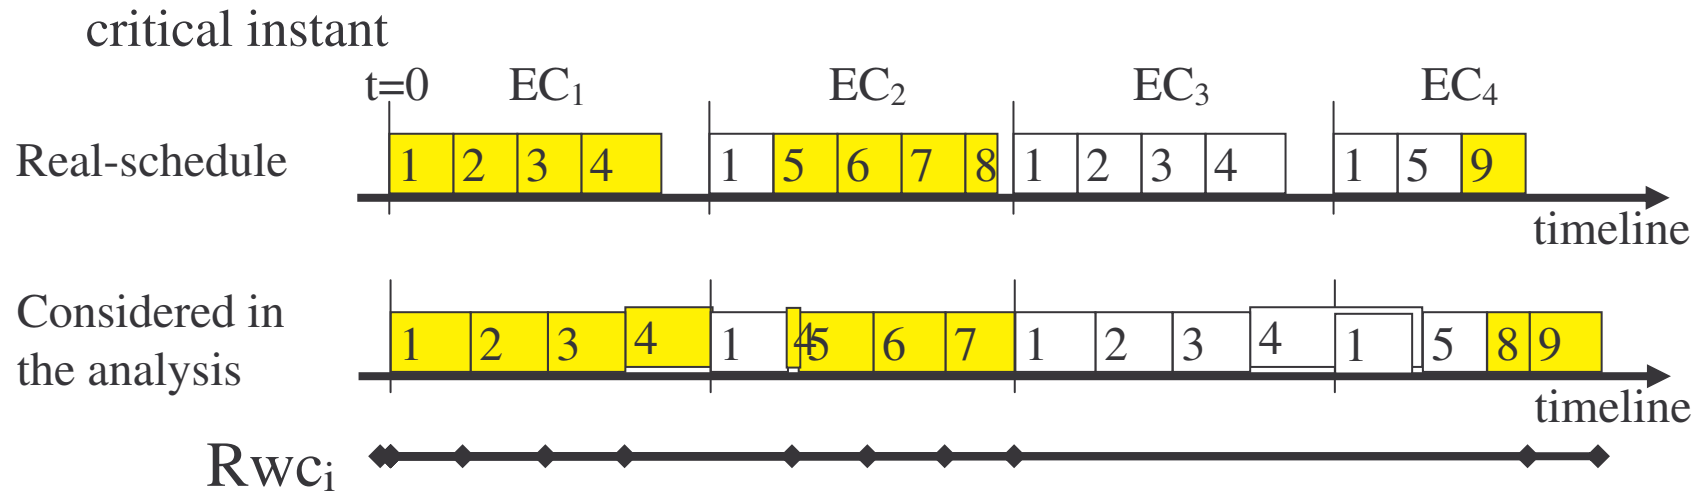 critical instant
t=0 EC₁ EC₂ EC₃ EC₄
Real-schedule
1 2 3 4 1 5 6 7 8 1 2 3 4 1 5 9
timeline
Considered in
the analysis
1 2 3 4 1 4 5 6 7 1 2 3 4 1 5 8 9
timeline
Rwcᵢ